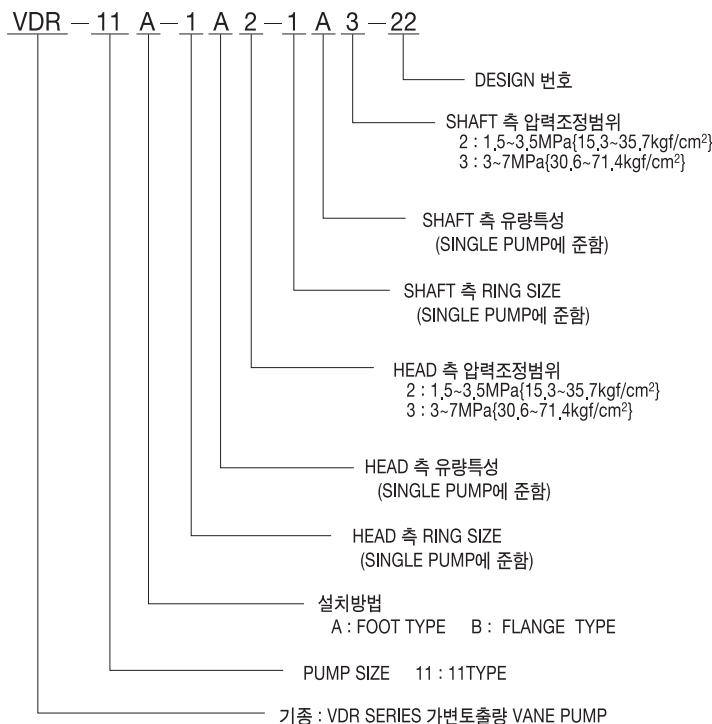 VDR - 11 A - 1 A 2 - 1 A 3 - 22
DESIGN 번호
SHAFT 측 압력조정범위
2 : 1.5~3.5MPa{15.3~35.7kgf/cm²}
3 : 3~7MPa{30.6~71.4kgf/cm²}
SHAFT 측 유량특성
(SINGLE PUMP에 준함)
SHAFT 측 RING SIZE
(SINGLE PUMP에 준함)
HEAD 측 압력조정범위
2 : 1.5~3.5MPa{15.3~35.7kgf/cm²}
3 : 3~7MPa{30.6~71.4kgf/cm²}
HEAD 측 유량특성
(SINGLE PUMP에 준함)
HEAD 측 RING SIZE
(SINGLE PUMP에 준함)
설치방법
A : FOOT TYPE B : FLANGE TYPE
PUMP SIZE 11 : 11TYPE
기종 : VDR SERIES 가변토출량 VANE PUMP